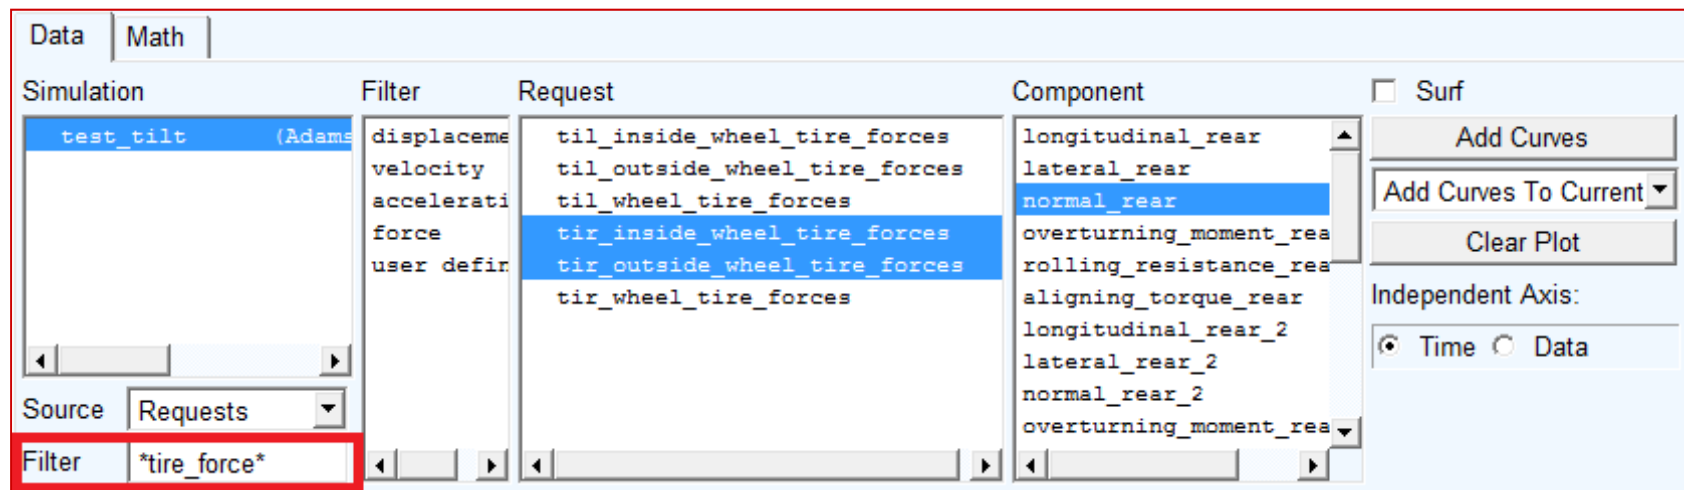 Data
Math
Simulation
Filter
Request
Component
Surf
test_tilt (Adams
displaceme
velocity
accelerati
force
user defin
til_inside_wheel_tire_forces
til_outside_wheel_tire_forces
til_wheel_tire_forces
tir_inside_wheel_tire_forces
tir_outside_wheel_tire_forces
tir_wheel_tire_forces
longitudinal_rear
lateral_rear
normal_rear
overturning_moment_rea
rolling_resistance_rea
aligning_torque_rear
longitudinal_rear_2
lateral_rear_2
normal_rear_2
overturning_moment_rea
Add Curves
Add Curves To Current
Clear Plot
Independent Axis:
Time Data
Source Requests
Filter *tire_force*